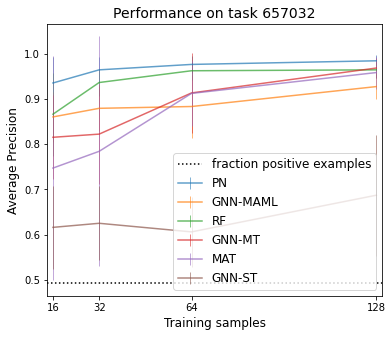 Performance on task 657032
Average Precision
1.0
0.9
0.8
0.7
0.6
0.5
fraction positive examples
PN
GNN-MAML
RF
GNN-MT
MAT
GNN-ST
16 32 64 128
Training samples